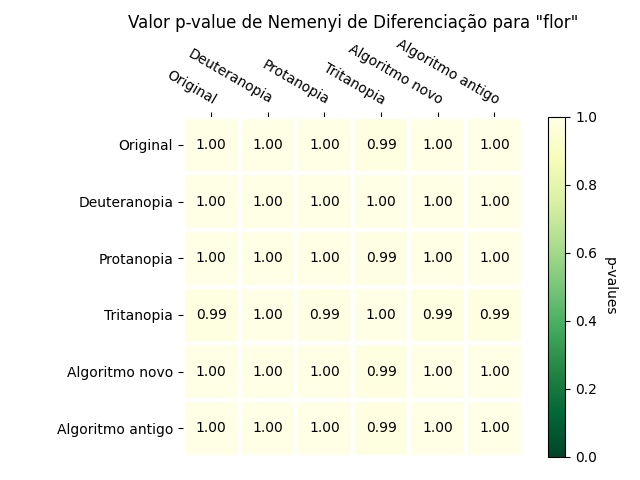 Valor p-value de Nemenyi de Diferenciação para "flor"
Original
Deuteranopia
Protanopia
Tritanopia
Algoritmo novo
Algoritmo antigo
Original 1.00 1.00 1.00 0.99 1.00 1.00
Deuteranopia 1.00 1.00 1.00 1.00 1.00 1.00
Protanopia 1.00 1.00 1.00 0.99 1.00 1.00
Tritanopia 0.99 1.00 0.99 1.00 0.99 0.99
Algoritmo novo 1.00 1.00 1.00 0.99 1.00 1.00
Algoritmo antigo 1.00 1.00 1.00 0.99 1.00 1.00
1.0
0.8
0.6
0.4
0.2
0.0
p-values